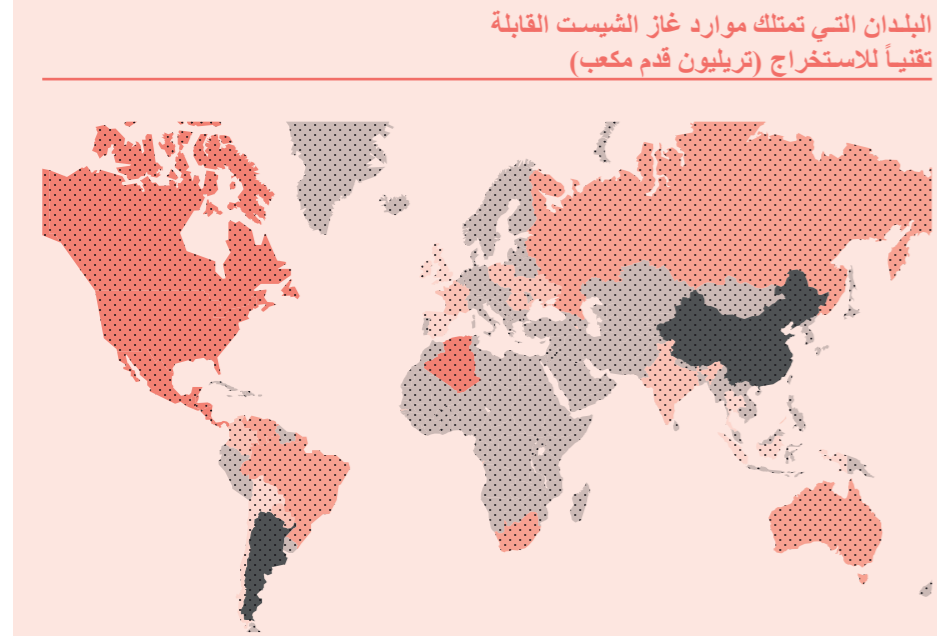 البلدان التي تمتلك موارد غاز الشيست القابلة
تقنياً للاستخراج (تريليون قدم مكعب)